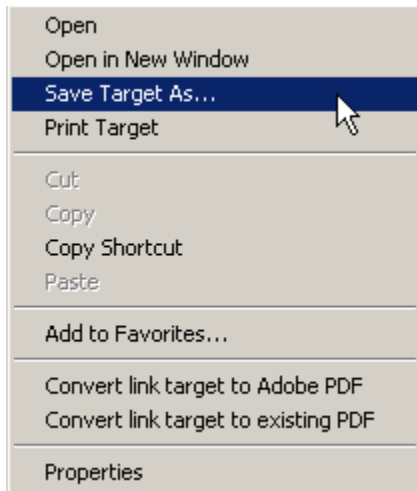 Open
Open in New Window
Save Target As...
Print Target
Cut
Copy
Copy Shortcut
Paste
Add to Favorites...
Convert link target to Adobe PDF
Convert link target to existing PDF
Properties